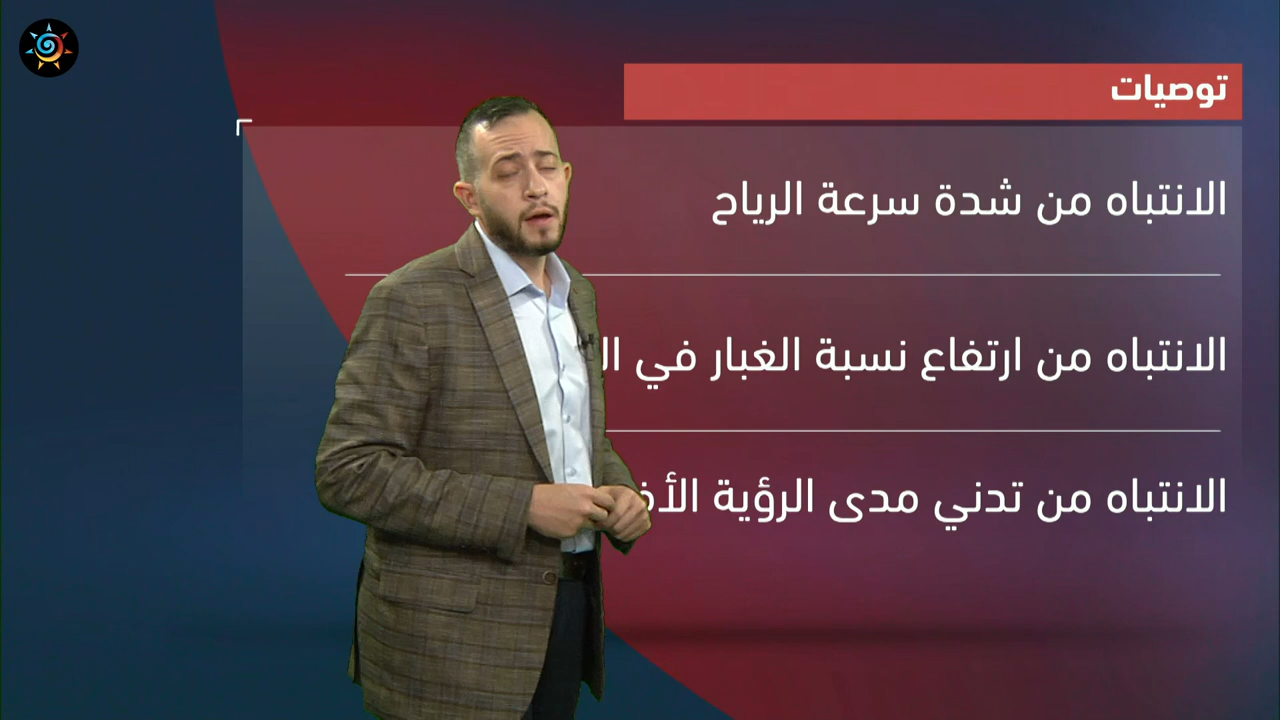 توصيات
الانتباه من شدة سرعة الرياح
الانتباه من ارتفاع نسبة الغبار في
الانتباه من تدني مدى الرؤية